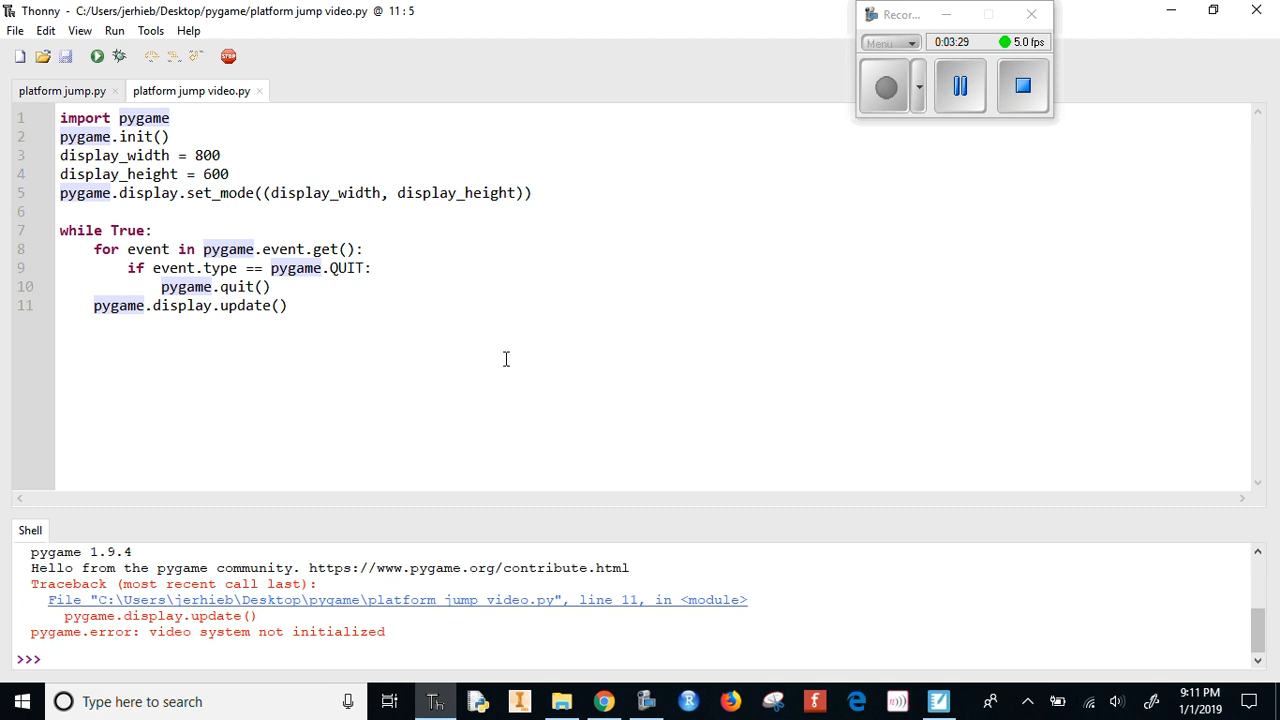 Thonny - C:/Users/jerhieb/Desktop/pygame/platform jump video.py @ 11 : 5
Recor...
File Edit View Run Tools Help
Menu 0:03:29 5.0 fps
STOP
platform jump.py × platform jump video.py ×
1 import pygame
2 pygame.init()
3 display_width = 800
4 display_height = 600
5 pygame.display.set_mode((display_width, display_height))
6
7 while True:
8 for event in pygame.event.get():
9 if event.type == pygame.QUIT:
10 pygame.quit()
11 pygame.display.update()
Shell
pygame 1.9.4
Hello from the pygame community. https://www.pygame.org/contribute.html
Traceback (most recent call last):
File "C:\Users\jerhieb\Desktop\pygame\platform jump video.py", line 11, in <module>
pygame.display.update()
pygame.error: video system not initialized
>>>
Type here to search
9:11 PM
1/1/2019